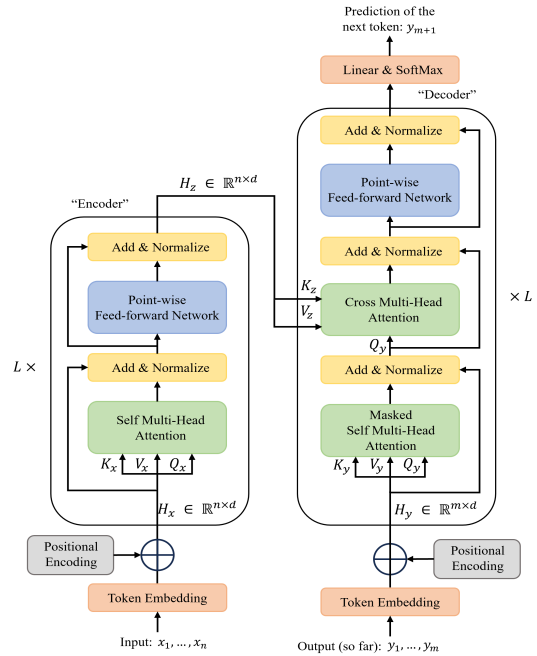 Prediction of the
next token: y_{m+1}
Linear & SoftMax
“Decoder”
Add & Normalize
Point-wise
Feed-forward Network
Add & Normalize
K_z
V_z
Cross Multi-Head
Attention
Q_y
Add & Normalize
Masked
Self Multi-Head
Attention
K_y V_y Q_y
H_y ∈ ℝ^{m×d}
× L
Positional
Encoding
Token Embedding
Output (so far): y_1, …, y_m
H_z ∈ ℝ^{n×d}
“Encoder”
Add & Normalize
Point-wise
Feed-forward Network
L ×
Add & Normalize
Self Multi-Head
Attention
K_x V_x Q_x
H_x ∈ ℝ^{n×d}
Positional
Encoding
Token Embedding
Input: x_1, …, x_n